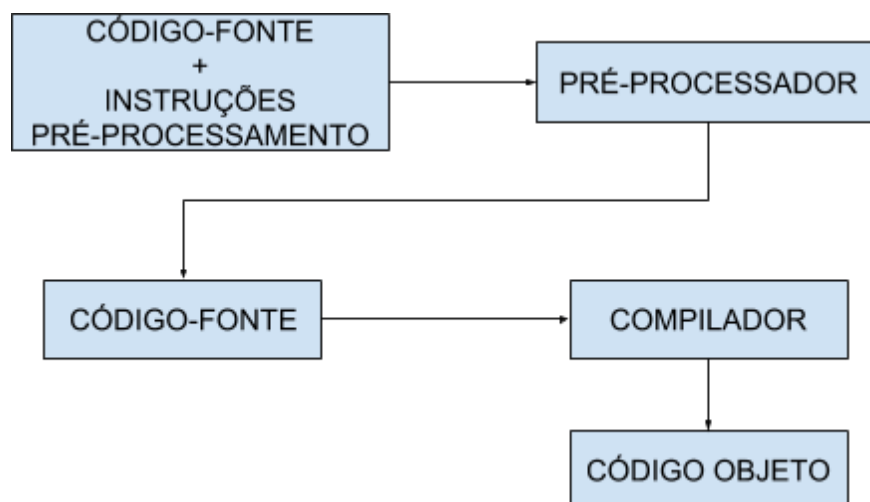 CÓDIGO-FONTE
+
INSTRUÇÕES
PRÉ-PROCESSAMENTO
PRÉ-PROCESSADOR
CÓDIGO-FONTE
COMPILADOR
CÓDIGO OBJETO